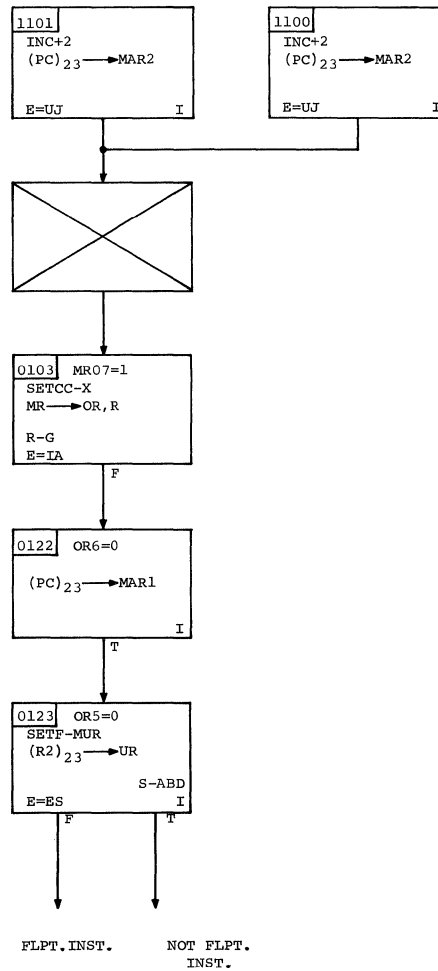 1101
INC+2
(PC)23→MAR2
E=UJ I
1100
INC+2
(PC)23→MAR2
E=UJ I
0103 MR07=1
SETCC-X
MR→OR,R
R-G
E=IA
F
0122 OR6=0
(PC)23→MAR1
I
T
0123 OR5=0
SETF-MUR
(R2)23→UR
S-ABD
E=ES I
F T
FLPT.INST. NOT FLPT.
INST.